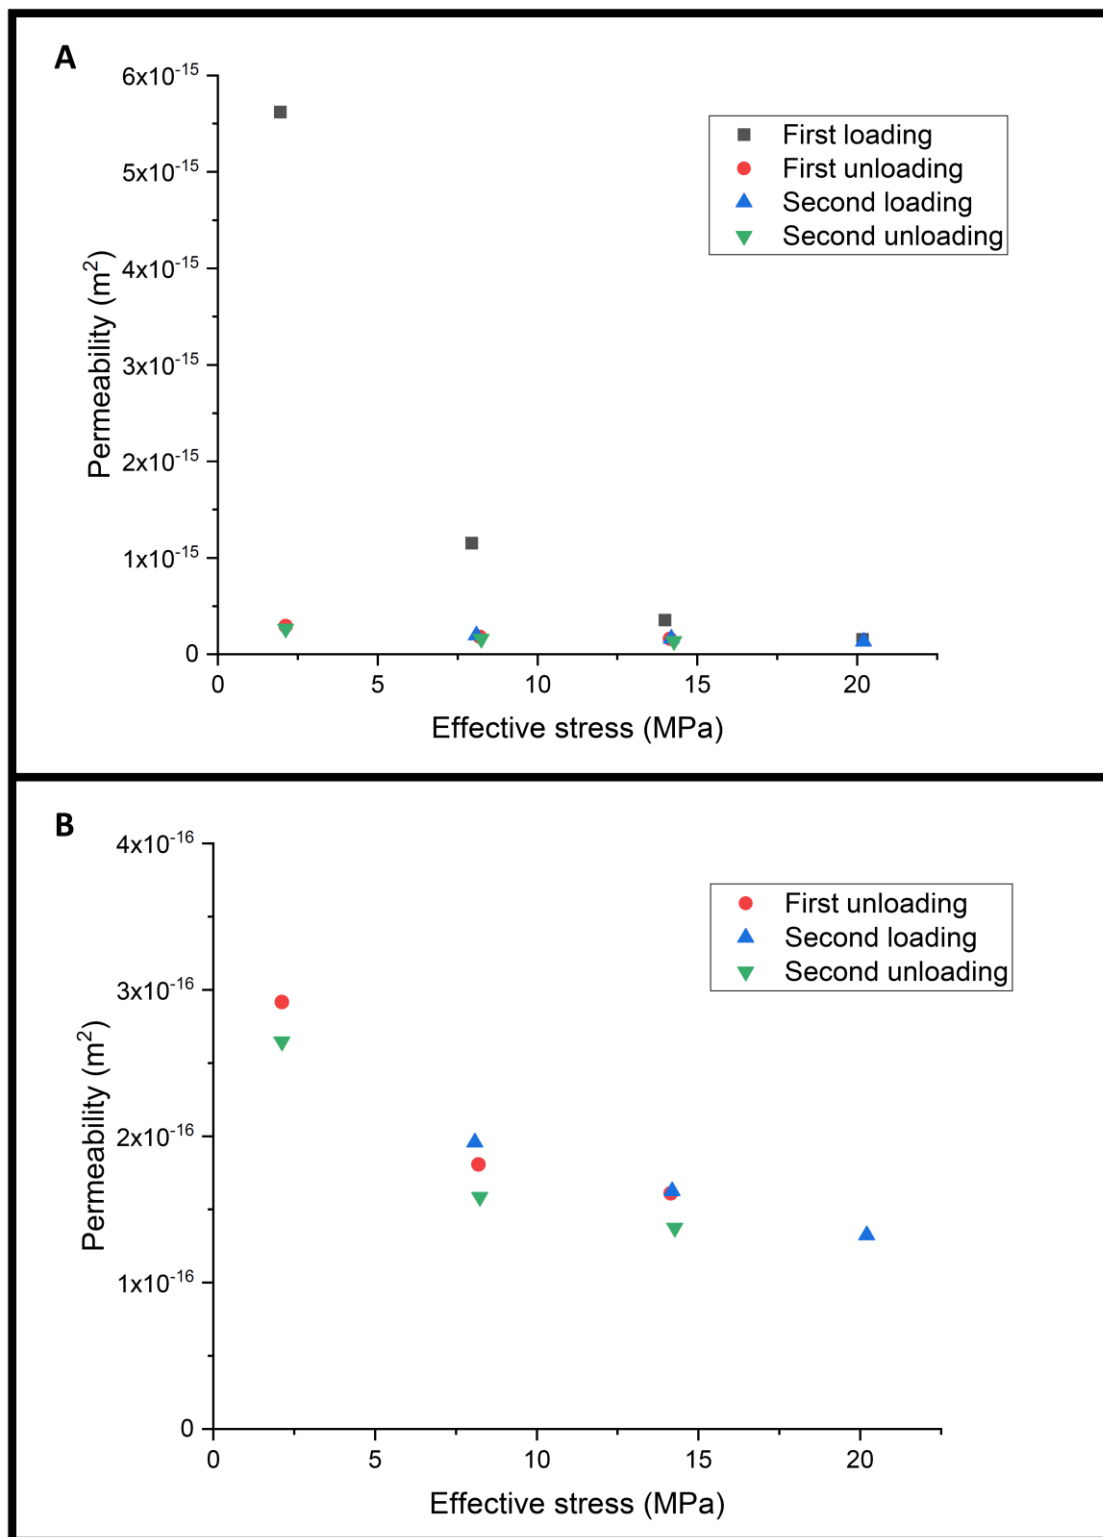 A
6x10⁻¹⁵
5x10⁻¹⁵
4x10⁻¹⁵
3x10⁻¹⁵
2x10⁻¹⁵
1x10⁻¹⁵
0
Permeability (m²)
First loading
First unloading
Second loading
Second unloading
0 5 10 15 20
Effective stress (MPa)
B
4x10⁻¹⁶
3x10⁻¹⁶
2x10⁻¹⁶
1x10⁻¹⁶
0
Permeability (m²)
First unloading
Second loading
Second unloading
0 5 10 15 20
Effective stress (MPa)